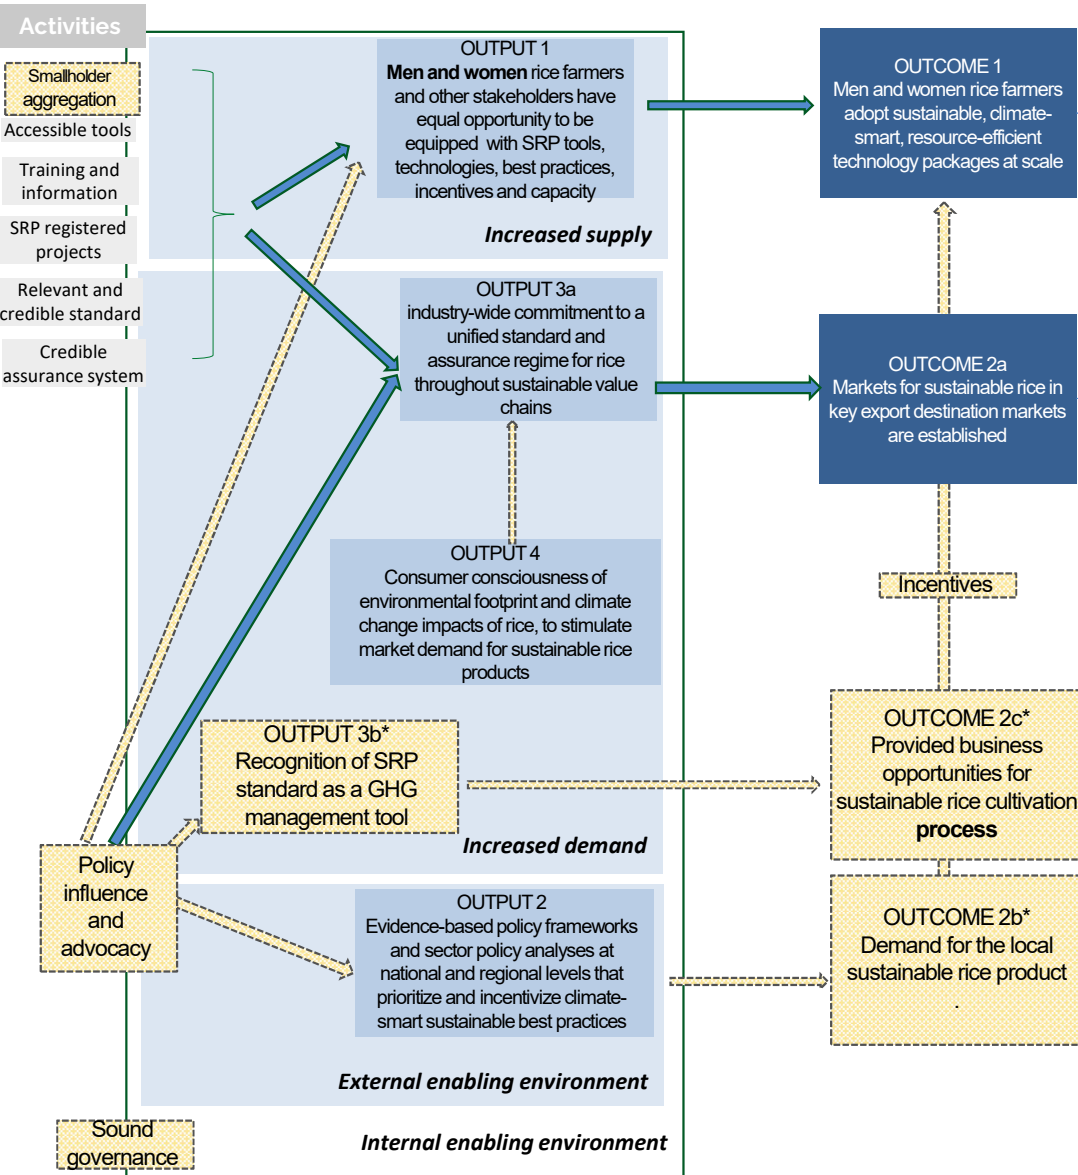 Activities
Smallholder
aggregation
Accessible tools
Training and
information
SRP registered
projects
Relevant and
credible standard
Credible
assurance system
OUTPUT 1
Men and women rice farmers
and other stakeholders have
equal opportunity to be
equipped with SRP tools,
technologies, best practices,
incentives and capacity
Increased supply
OUTCOME 1
Men and women rice farmers
adopt sustainable, climate-
smart, resource-efficient
technology packages at scale
OUTPUT 3a
industry-wide commitment to a
unified standard and
assurance regime for rice
throughout sustainable value
chains
OUTCOME 2a
Markets for sustainable rice in
key export destination markets
are established
OUTPUT 4
Consumer consciousness of
environmental footprint and climate
change impacts of rice, to stimulate
market demand for sustainable rice
products
Incentives
OUTPUT 3b*
Recognition of SRP
standard as a GHG
management tool
Increased demand
OUTCOME 2c*
Provided business
opportunities for
sustainable rice cultivation
process
Policy
influence
and
advocacy
OUTPUT 2
Evidence-based policy frameworks
and sector policy analyses at
national and regional levels that
prioritize and incentivize climate-
smart sustainable best practices
External enabling environment
OUTCOME 2b*
Demand for the local
sustainable rice product
.
Sound
governance
Internal enabling environment